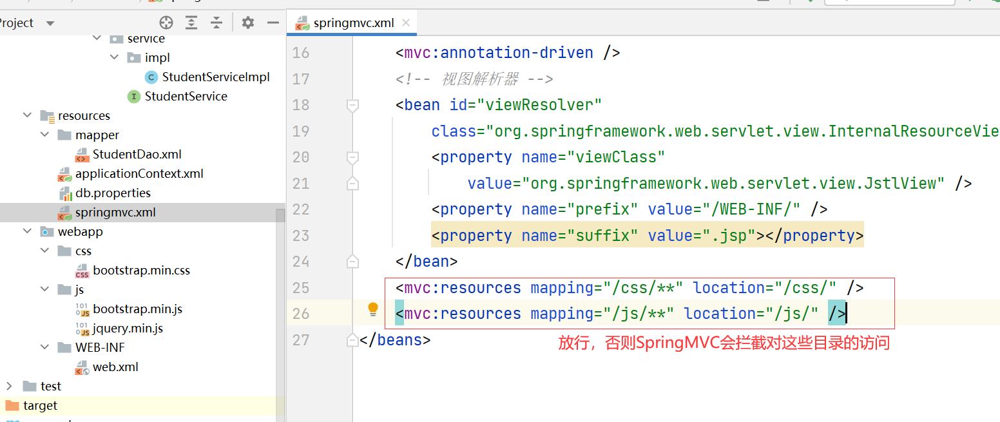 Project
springmvc.xml
service
impl
StudentServiceImpl
StudentService
resources
mapper
StudentDao.xml
applicationContext.xml
db.properties
springmvc.xml
webapp
css
bootstrap.min.css
js
bootstrap.min.js
jquery.min.js
WEB-INF
web.xml
test
target
16 <mvc:annotation-driven />
17 <!-- 视图解析器 -->
18 <bean id="viewResolver"
19 class="org.springframework.web.servlet.view.InternalResourceVie
20 <property name="viewClass"
21 value="org.springframework.web.servlet.view.JstlView" />
22 <property name="prefix" value="/WEB-INF/" />
23 <property name="suffix" value=".jsp"></property>
24 </bean>
25 <mvc:resources mapping="/css/**" location="/css/" />
26 <mvc:resources mapping="/js/**" location="/js/" />
27 </beans>
放行，否则SpringMVC会拦截对这些目录的访问